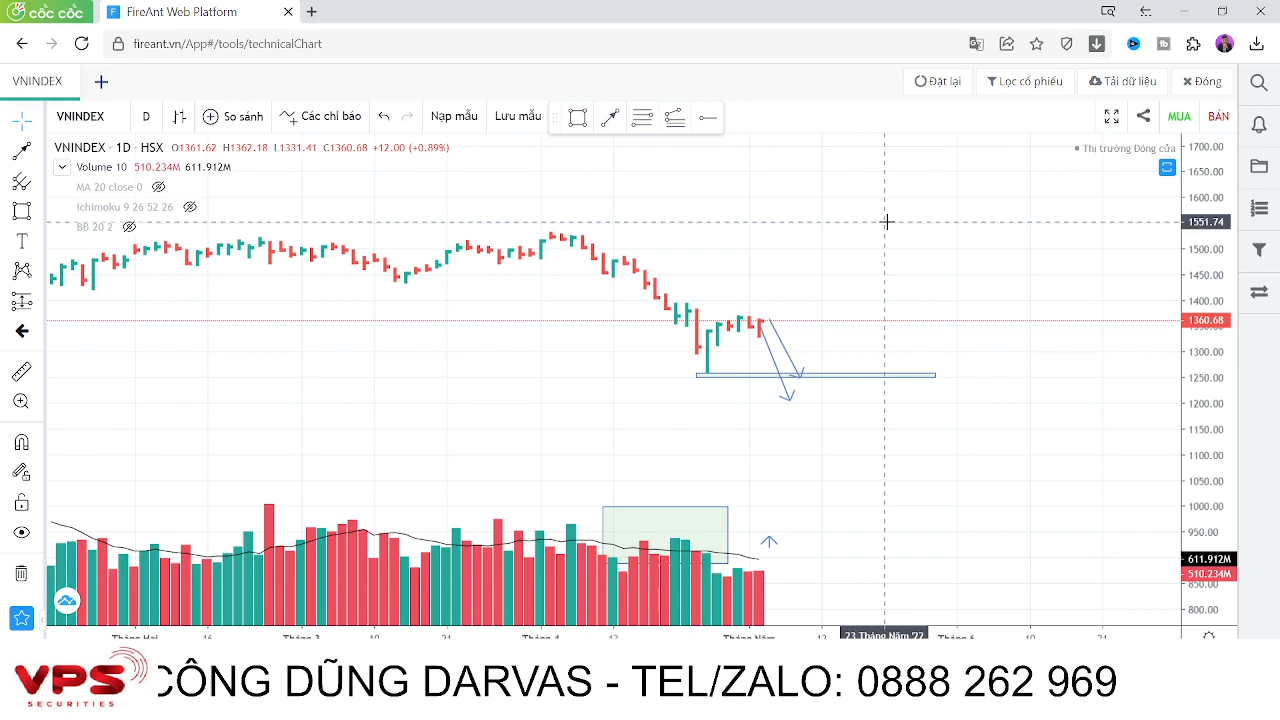 cốc cốc
F FireAnt Web Platform
fireant.vn/App#/tools/technicalChart
VNINDEX
Đặt lại
Lọc cổ phiếu
Tải dữ liệu
Đóng
VNINDEX D So sánh Các chỉ báo Nạp mẫu Lưu mẫu
MUA BÁN
VNINDEX · 1D · HSX O1361.62 H1362.18 L1331.41 C1360.68 +12.00 (+0.89%)
Thị trường Đóng cửa
Volume 10 510.234M 611.912M
MA 20 close 0
Ichimoku 9 26 52 26
BB 20 2
1700.00
1650.00
1600.00
1551.74
1500.00
1450.00
1400.00
1360.68
1350.00
1300.00
1250.00
1200.00
1150.00
1100.00
1050.00
1000.00
950.00
611.912M
510.234M
850.00
800.00
Tháng Hai 16 Tháng 3 10 21 Tháng 4 13 Tháng Năm 12 23 Tháng Năm '22 Tháng 6 10 21
VPS
SECURITIES
CÔNG DŨNG DARVAS - TEL/ZALO: 0888 262 969